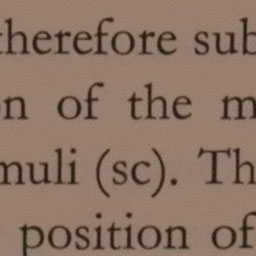 therefore sub
n of the m
muli (sc). Th
position of